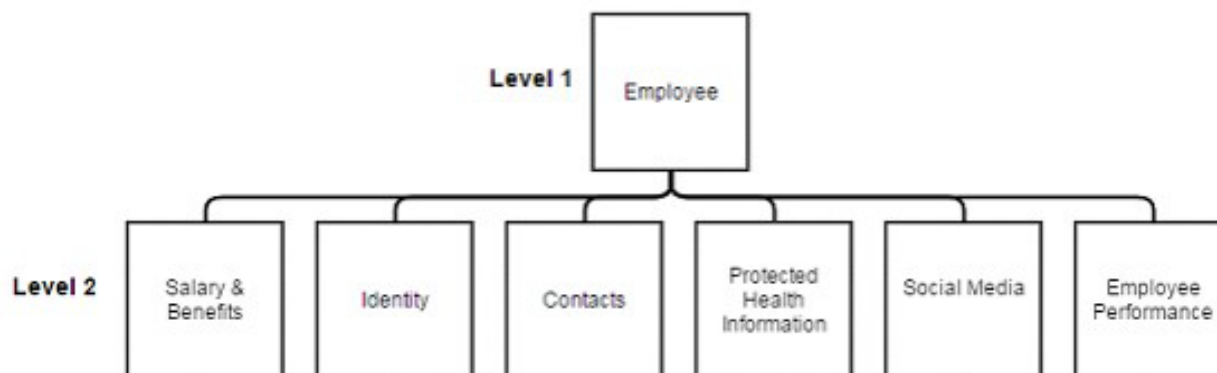 Level 1
Employee
Level 2
Salary &
Benefits
Identity
Contacts
Protected
Health
Information
Social Media
Employee
Performance